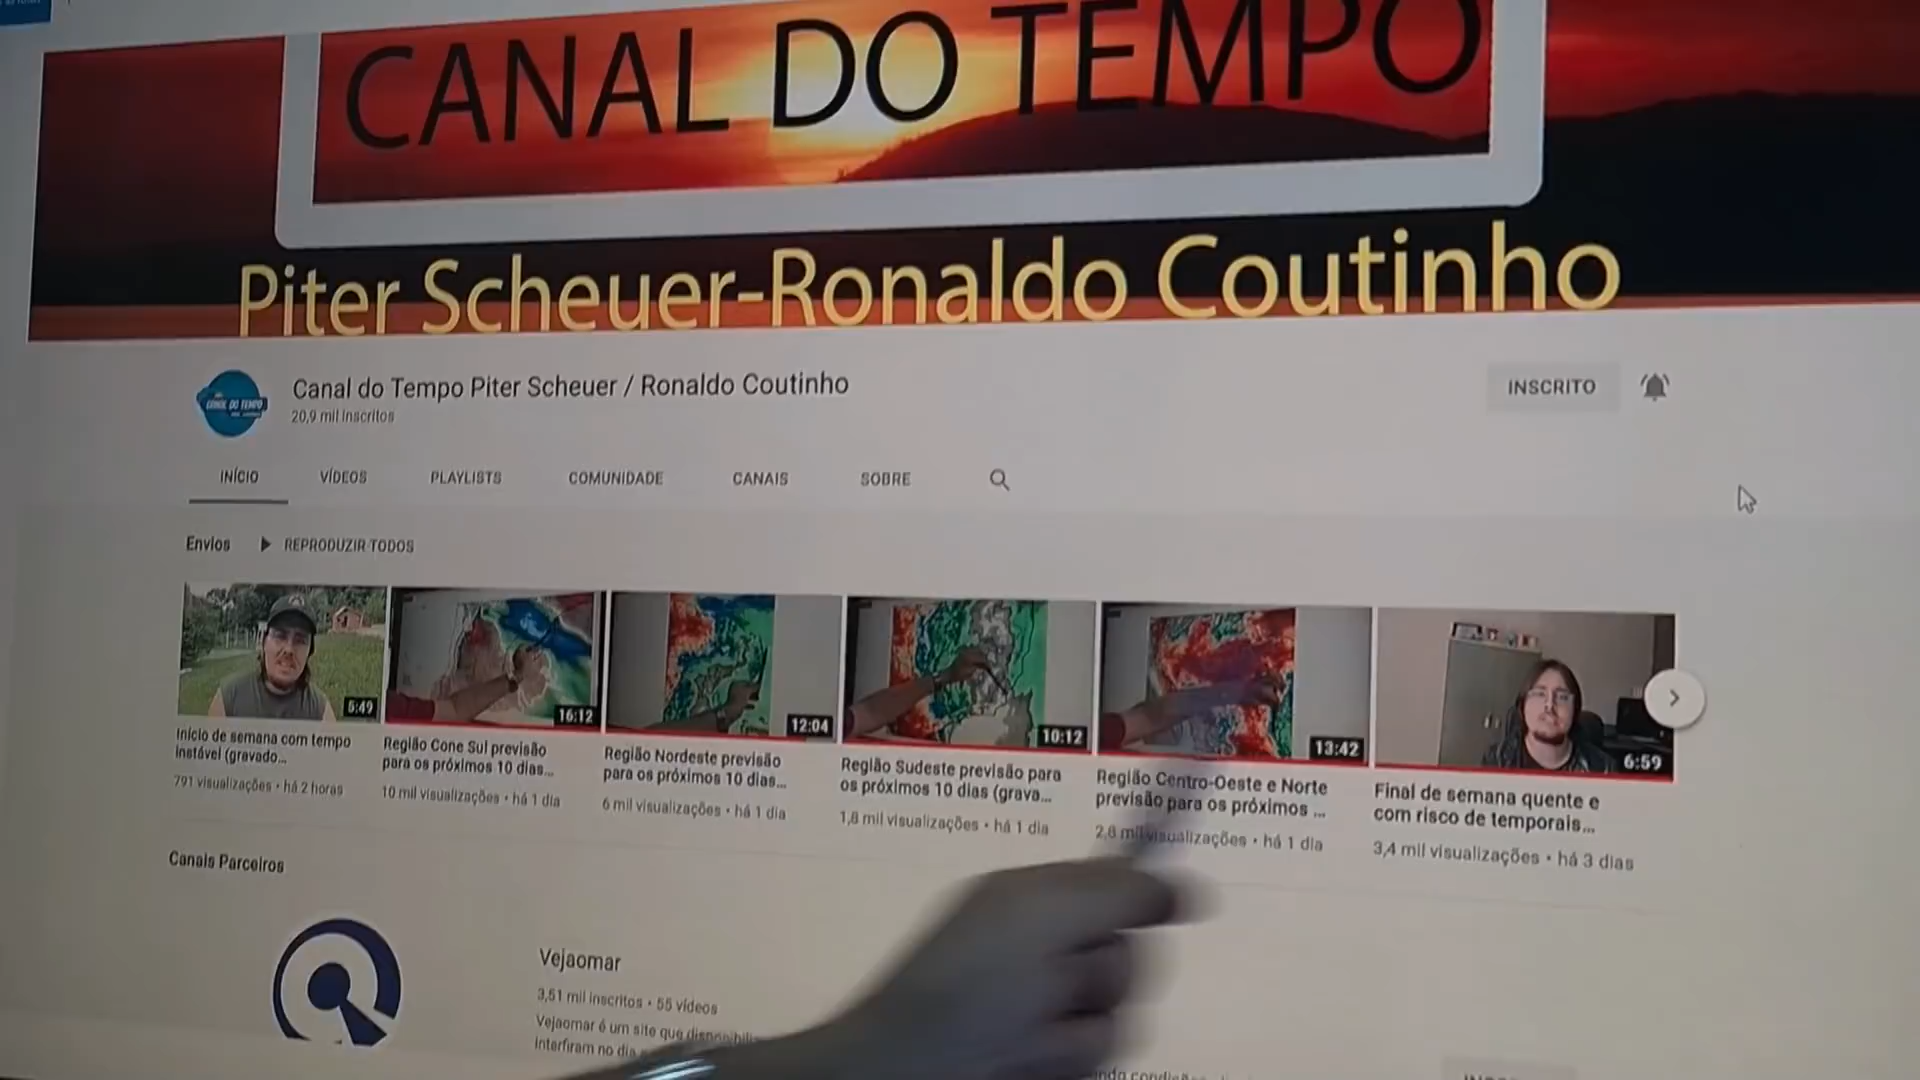 CANAL DO TEMPO
Piter Scheuer-Ronaldo Coutinho
Canal do Tempo Piter Scheuer / Ronaldo Coutinho
20,9 mil inscritos
INSCRITO
INÍCIO
VÍDEOS
PLAYLISTS
COMUNIDADE
CANAIS
SOBRE
Envios
REPRODUZIR TODOS
5:49
16:12
12:04
10:12
13:42
6:59
Início de semana com tempo
instável (gravado...
791 visualizações • há 2 horas
Região Cone Sul previsão
para os próximos 10 dias...
10 mil visualizações • há 1 dia
Região Nordeste previsão
para os próximos 10 dias...
6 mil visualizações • há 1 dia
Região Sudeste previsão para
os próximos 10 dias (grava...
1,8 mil visualizações • há 1 dia
Região Centro-Oeste e Norte
previsão para os próximos ...
2,8 mil visualizações • há 1 dia
Final de semana quente e
com risco de temporais...
3,4 mil visualizações • há 3 dias
Canais Parceiros
Vejaomar
3,51 mil inscritos • 55 vídeos
Vejaomar é um site que
interfiram no dia